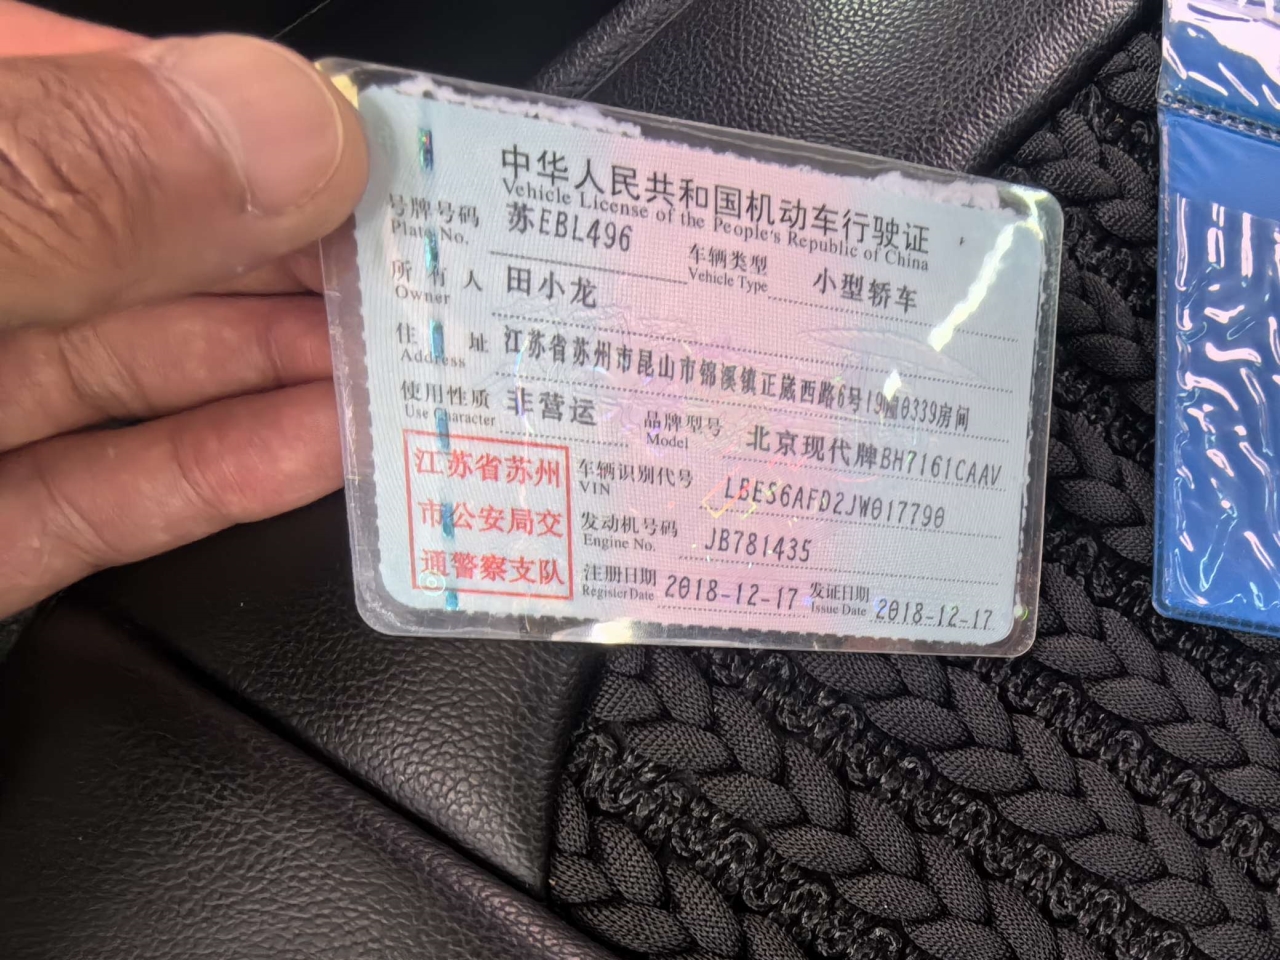 中华人民共和国机动车行驶证
Vehicle License of the People's Republic of China
号牌号码 苏EBL496 车辆类型 小型轿车
Plate No. Vehicle Type
所有人 田小龙
Owner
住址 江苏省苏州市昆山市锦溪镇正崴西路6号19幢0339房间
Address
使用性质 非营运 品牌型号 北京现代牌BH7161CAAV
Use Character Model
江苏省苏州
市公安局交
通警察支队
车辆识别代号 LBES6AFD2JW017790
VIN
发动机号码 JB781435
Engine No.
注册日期 2018-12-17 发证日期 2018-12-17
Register Date Issue Date